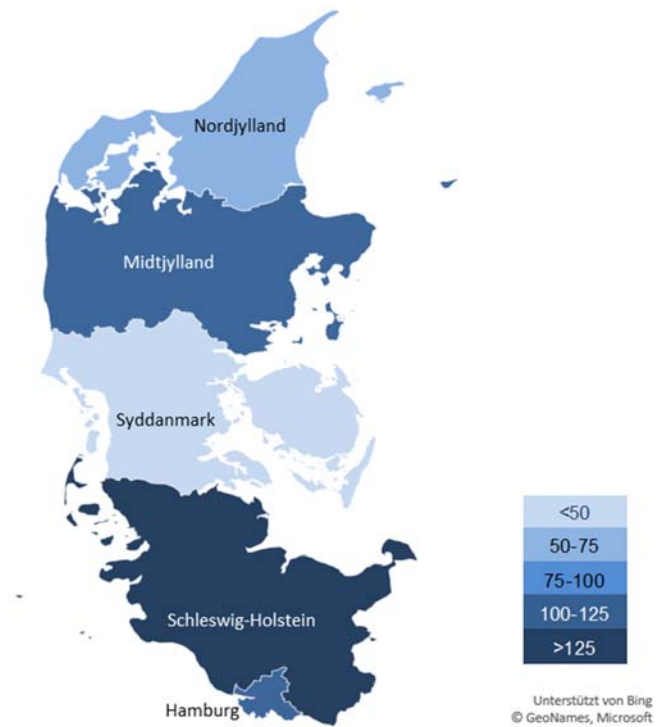 Nordjylland
Midtjylland
Syddanmark
Schleswig-Holstein
Hamburg
<50
50-75
75-100
100-125
>125
Unterstützt von Bing
© GeoNames, Microsoft